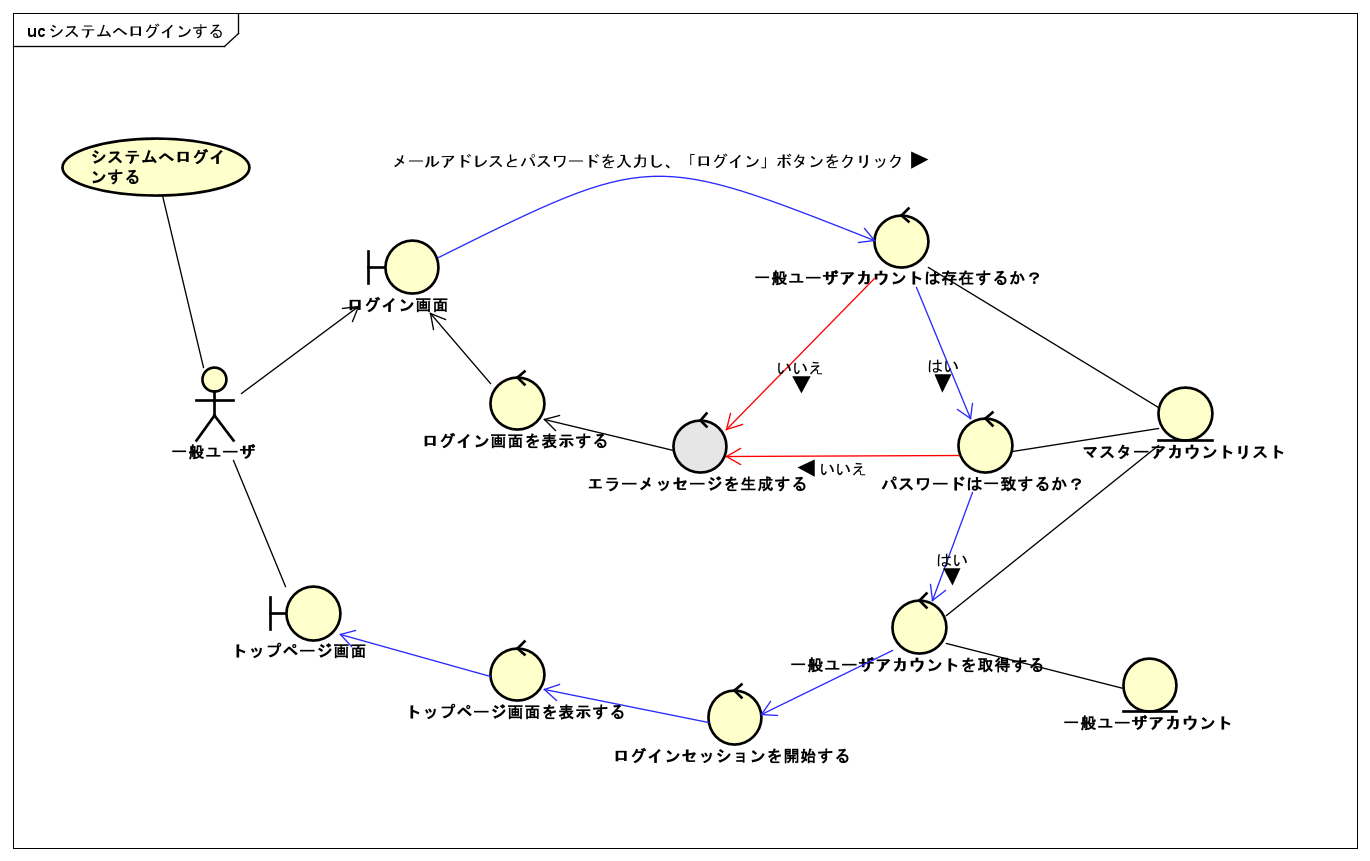 uc システムへログインする
システムへログイ
ンする
メールアドレスとパスワードを入力し、「ログイン」ボタンをクリック
ログイン画面
一般ユーザアカウントは存在するか？
いいえ
はい
一般ユーザ
ログイン画面を表示する
エラーメッセージを生成する
いいえ
パスワードは一致するか？
マスターアカウントリスト
はい
トップページ画面
一般ユーザアカウントを取得する
トップページ画面を表示する
一般ユーザアカウント
ログインセッションを開始する